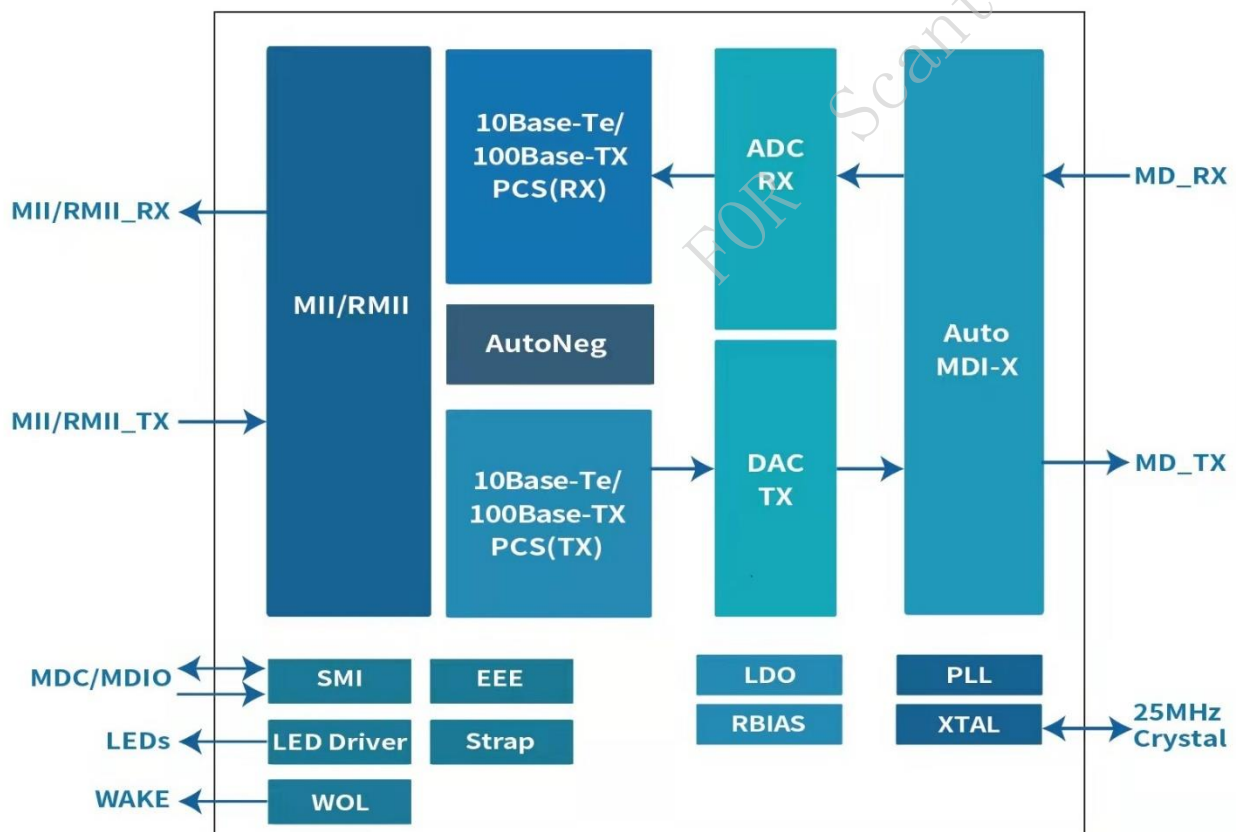 10Base-Te/
100Base-TX
PCS(RX)
ADC
RX
MD_RX
MII/RMII_RX
MII/RMII
AutoNeg
Auto
MDI-X
MII/RMII_TX
10Base-Te/
100Base-TX
PCS(TX)
DAC
TX
MD_TX
MDC/MDIO
SMI
EEE
LDO
PLL
LEDs
LED Driver
Strap
RBIAS
XTAL
25MHz
Crystal
WAKE
WOL
FOR Scant